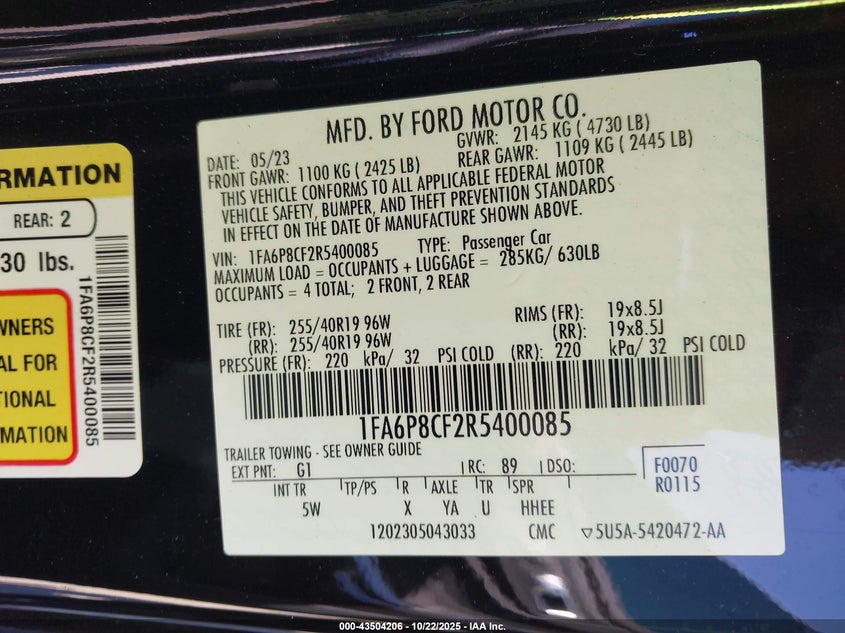 RMATION
REAR: 2
30 lbs.
1FA6P8CF2R5400085
WNERS
AL FOR
TIONAL
RMATION
MFD. BY FORD MOTOR CO.
DATE: 05/23 GVWR: 2145 KG ( 4730 LB)
FRONT GAWR: 1100 KG ( 2425 LB) REAR GAWR: 1109 KG ( 2445 LB)
THIS VEHICLE CONFORMS TO ALL APPLICABLE FEDERAL MOTOR
VEHICLE SAFETY, BUMPER, AND THEFT PREVENTION STANDARDS
IN EFFECT ON THE DATE OF MANUFACTURE SHOWN ABOVE.
VIN: 1FA6P8CF2R5400085 TYPE: Passenger Car
MAXIMUM LOAD = OCCUPANTS + LUGGAGE = 285KG/ 630LB
OCCUPANTS = 4 TOTAL; 2 FRONT, 2 REAR
TIRE (FR): 255/40R19 96W RIMS (FR): 19x8.5J
(RR): 255/40R19 96W (RR): 19x8.5J
PRESSURE (FR): 220 kPa/ 32 PSI COLD (RR): 220 kPa/ 32 PSI COLD
1FA6P8CF2R5400085
TRAILER TOWING - SEE OWNER GUIDE
EXT PNT: G1 RC: 89 DSO: F0070
R0115
INT TR TP/PS R AXLE TR SPR
5W X YA U HHEE
1202305043033 CMC ▽5U5A-5420472-AA
000-43504206 - 10/22/2025 - IAA Inc.